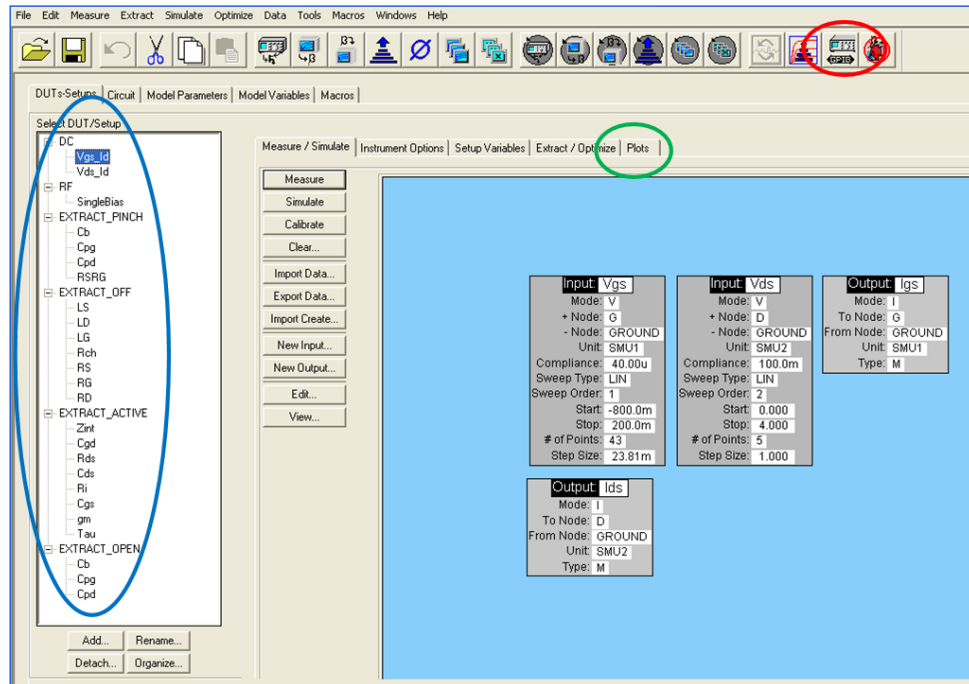 File Edit Measure Extract Simulate Optimize Data Tools Macros Windows Help
GPIB
DUTs-Setups Circuit Model Parameters Model Variables Macros
Select DUT/Setup
DC
Vgs_Id
Vds_Id
RF
SingleBias
EXTRACT_PINCH
Cb
Cpg
Cpd
RSRG
EXTRACT_OFF
LS
LD
LG
Rch
RS
RG
RD
EXTRACT_ACTIVE
Zint
Cgd
Rds
Cds
Ri
Cgs
gm
Tau
EXTRACT_OPEN
Cb
Cpg
Cpd
Add... Rename...
Detach... Organize...
Measure / Simulate Instrument Options Setup Variables Extract / Optimize Plots
Measure
Simulate
Calibrate
Clear...
Import Data...
Export Data...
Import Create...
New Input...
New Output...
Edit...
View...
Input: Vgs
Mode: V
+ Node: G
- Node: GROUND
Unit: SMU1
Compliance: 40.00u
Sweep Type: LIN
Sweep Order: 1
Start: -800.0m
Stop: 200.0m
# of Points: 43
Step Size: 23.81m
Input: Vds
Mode: V
+ Node: D
- Node: GROUND
Unit: SMU2
Compliance: 100.0m
Sweep Type: LIN
Sweep Order: 2
Start: 0.000
Stop: 4.000
# of Points: 5
Step Size: 1.000
Output: Igs
Mode: I
To Node: G
From Node: GROUND
Unit: SMU1
Type: M
Output: Ids
Mode: I
To Node: D
From Node: GROUND
Unit: SMU2
Type: M